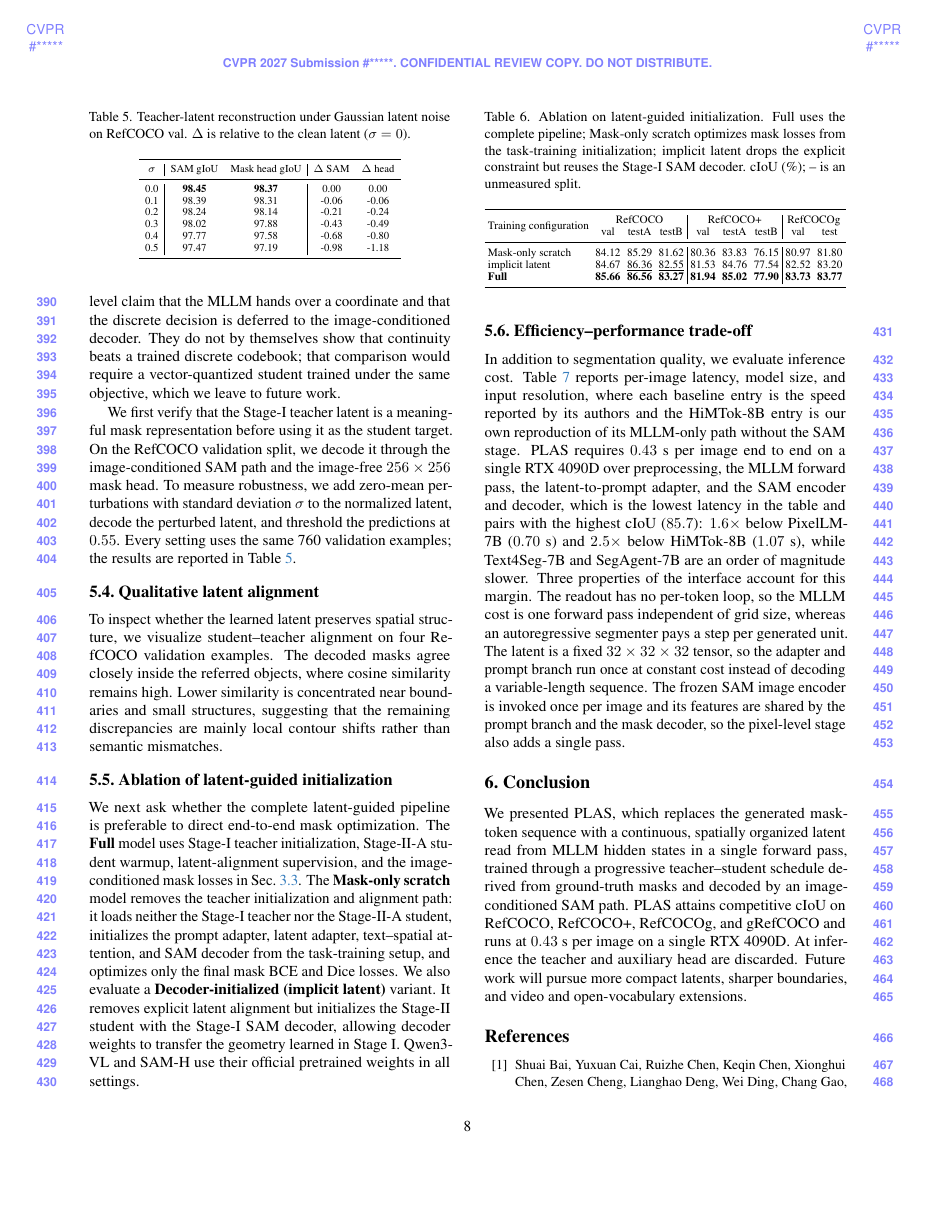 CVPR
#*****
CVPR
#*****
CVPR 2027 Submission #*****. CONFIDENTIAL REVIEW COPY. DO NOT DISTRIBUTE.
Table 5. Teacher-latent reconstruction under Gaussian latent noise
on RefCOCO val. Δ is relative to the clean latent (σ = 0).
σ SAM gIoU Mask head gIoU Δ SAM Δ head
0.0 98.45 98.37 0.00 0.00
0.1 98.39 98.31 -0.06 -0.06
0.2 98.24 98.14 -0.21 -0.24
0.3 98.02 97.88 -0.43 -0.49
0.4 97.77 97.58 -0.68 -0.80
0.5 97.47 97.19 -0.98 -1.18
390 level claim that the MLLM hands over a coordinate and that
391 the discrete decision is deferred to the image-conditioned
392 decoder. They do not by themselves show that continuity
393 beats a trained discrete codebook; that comparison would
394 require a vector-quantized student trained under the same
395 objective, which we leave to future work.
396 We first verify that the Stage-I teacher latent is a meaning-
397 ful mask representation before using it as the student target.
398 On the RefCOCO validation split, we decode it through the
399 image-conditioned SAM path and the image-free 256 × 256
400 mask head. To measure robustness, we add zero-mean per-
401 turbations with standard deviation σ to the normalized latent,
402 decode the perturbed latent, and threshold the predictions at
403 0.55. Every setting uses the same 760 validation examples;
404 the results are reported in Table 5.
405 5.4. Qualitative latent alignment
406 To inspect whether the learned latent preserves spatial struc-
407 ture, we visualize student–teacher alignment on four Re-
408 fCOCO validation examples. The decoded masks agree
409 closely inside the referred objects, where cosine similarity
410 remains high. Lower similarity is concentrated near bound-
411 aries and small structures, suggesting that the remaining
412 discrepancies are mainly local contour shifts rather than
413 semantic mismatches.
414 5.5. Ablation of latent-guided initialization
415 We next ask whether the complete latent-guided pipeline
416 is preferable to direct end-to-end mask optimization. The
417 Full model uses Stage-I teacher initialization, Stage-II-A stu-
418 dent warmup, latent-alignment supervision, and the image-
419 conditioned mask losses in Sec. 3.3. The Mask-only scratch
420 model removes the teacher initialization and alignment path:
421 it loads neither the Stage-I teacher nor the Stage-II-A student,
422 initializes the prompt adapter, latent adapter, text–spatial at-
423 tention, and SAM decoder from the task-training setup, and
424 optimizes only the final mask BCE and Dice losses. We also
425 evaluate a Decoder-initialized (implicit latent) variant. It
426 removes explicit latent alignment but initializes the Stage-II
427 student with the Stage-I SAM decoder, allowing decoder
428 weights to transfer the geometry learned in Stage I. Qwen3-
429 VL and SAM-H use their official pretrained weights in all
430 settings.
Table 6. Ablation on latent-guided initialization. Full uses the
complete pipeline; Mask-only scratch optimizes mask losses from
the task-training initialization; implicit latent drops the explicit
constraint but reuses the Stage-I SAM decoder. cIoU (%); – is an
unmeasured split.
Training configuration RefCOCO RefCOCO+ RefCOCOg
val testA testB val testA testB val test
Mask-only scratch 84.12 85.29 81.62 80.36 83.83 76.15 80.97 81.80
implicit latent 84.67 86.36 82.55 81.53 84.76 77.54 82.52 83.20
Full 85.66 86.56 83.27 81.94 85.02 77.90 83.73 83.77
5.6. Efficiency–performance trade-off 431
In addition to segmentation quality, we evaluate inference 432
cost. Table 7 reports per-image latency, model size, and 433
input resolution, where each baseline entry is the speed 434
reported by its authors and the HiMTok-8B entry is our 435
own reproduction of its MLLM-only path without the SAM 436
stage. PLAS requires 0.43 s per image end to end on a 437
single RTX 4090D over preprocessing, the MLLM forward 438
pass, the latent-to-prompt adapter, and the SAM encoder 439
and decoder, which is the lowest latency in the table and 440
pairs with the highest cIoU (85.7): 1.6× below PixelLM- 441
7B (0.70 s) and 2.5× below HiMTok-8B (1.07 s), while 442
Text4Seg-7B and SegAgent-7B are an order of magnitude 443
slower. Three properties of the interface account for this 444
margin. The readout has no per-token loop, so the MLLM 445
cost is one forward pass independent of grid size, whereas 446
an autoregressive segmenter pays a step per generated unit. 447
The latent is a fixed 32 × 32 × 32 tensor, so the adapter and 448
prompt branch run once at constant cost instead of decoding 449
a variable-length sequence. The frozen SAM image encoder 450
is invoked once per image and its features are shared by the 451
prompt branch and the mask decoder, so the pixel-level stage 452
also adds a single pass. 453
6. Conclusion 454
We presented PLAS, which replaces the generated mask- 455
token sequence with a continuous, spatially organized latent 456
read from MLLM hidden states in a single forward pass, 457
trained through a progressive teacher–student schedule de- 458
rived from ground-truth masks and decoded by an image- 459
conditioned SAM path. PLAS attains competitive cIoU on 460
RefCOCO, RefCOCO+, RefCOCOg, and gRefCOCO and 461
runs at 0.43 s per image on a single RTX 4090D. At infer- 462
ence the teacher and auxiliary head are discarded. Future 463
work will pursue more compact latents, sharper boundaries, 464
and video and open-vocabulary extensions. 465
References 466
[1] Shuai Bai, Yuxuan Cai, Ruizhe Chen, Keqin Chen, Xionghui 467
Chen, Zesen Cheng, Lianghao Deng, Wei Ding, Chang Gao, 468
8